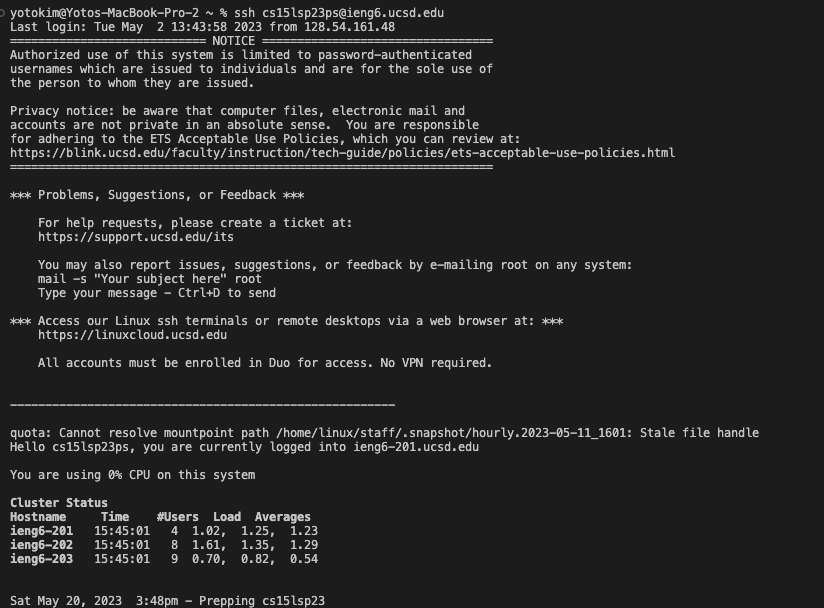 yotokim@Yotos-MacBook-Pro-2 ~ % ssh cs15lsp23ps@ieng6.ucsd.edu
Last login: Tue May  2 13:43:58 2023 from 128.54.161.48
============================ NOTICE =================================
Authorized use of this system is limited to password-authenticated
usernames which are issued to individuals and are for the sole use of
the person to whom they are issued.

Privacy notice: be aware that computer files, electronic mail and
accounts are not private in an absolute sense.  You are responsible
for adhering to the ETS Acceptable Use Policies, which you can review at:
https://blink.ucsd.edu/faculty/instruction/tech-guide/policies/ets-acceptable-use-policies.html
=====================================================================

*** Problems, Suggestions, or Feedback ***

    For help requests, please create a ticket at:
    https://support.ucsd.edu/its

    You may also report issues, suggestions, or feedback by e-mailing root on any system:
    mail -s "Your subject here" root
    Type your message - Ctrl+D to send

*** Access our Linux ssh terminals or remote desktops via a web browser at: ***
    https://linuxcloud.ucsd.edu

    All accounts must be enrolled in Duo for access. No VPN required.

-------------------------------------------------------

quota: Cannot resolve mountpoint path /home/linux/staff/.snapshot/hourly.2023-05-11_1601: Stale file handle
Hello cs15lsp23ps, you are currently logged into ieng6-201.ucsd.edu

You are using 0% CPU on this system

Cluster Status
Hostname     Time    #Users  Load  Averages
ieng6-201   15:45:01   4  1.02,  1.25,  1.23
ieng6-202   15:45:01   8  1.61,  1.35,  1.29
ieng6-203   15:45:01   9  0.70,  0.82,  0.54

Sat May 20, 2023  3:48pm - Prepping cs15lsp23